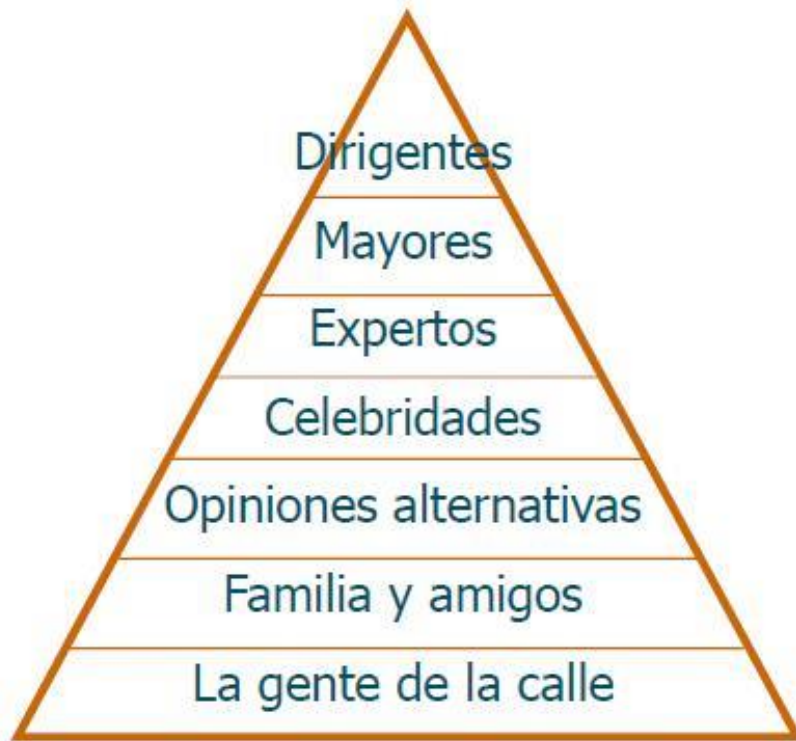 Dirigentes
Mayores
Expertos
Celebridades
Opiniones alternativas
Familia y amigos
La gente de la calle